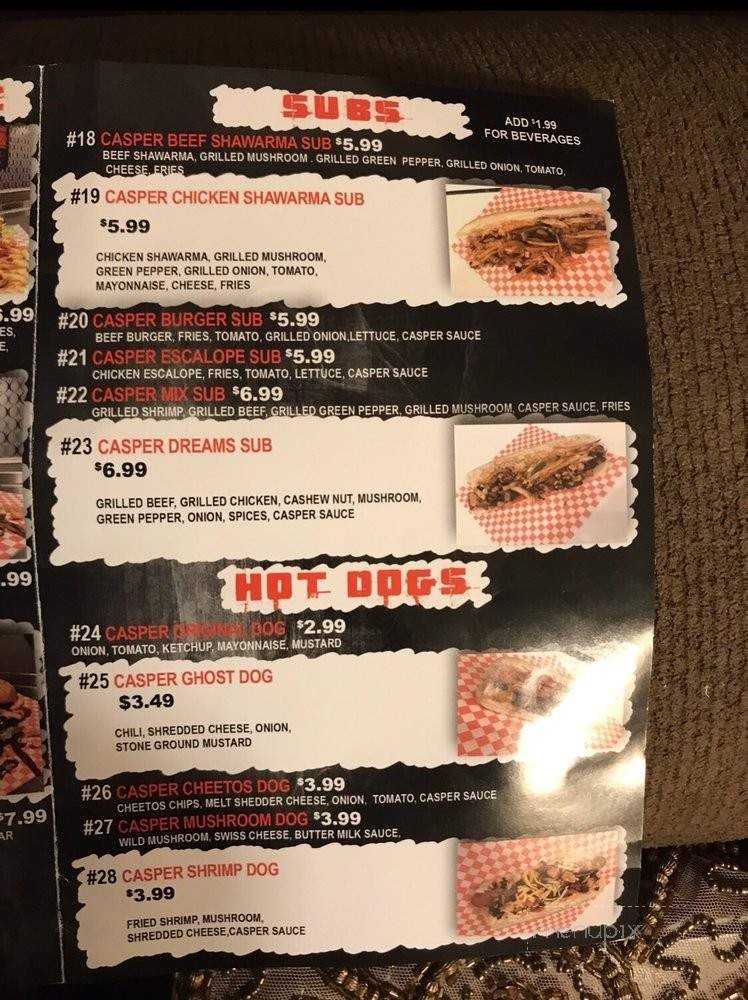 SUBS
ADD $1.99
FOR BEVERAGES
#18 CASPER BEEF SHAWARMA SUB $5.99
BEEF SHAWARMA, GRILLED MUSHROOM . GRILLED GREEN PEPPER, GRILLED ONION, TOMATO,
CHEESE, FRIES
#19 CASPER CHICKEN SHAWARMA SUB
$5.99
CHICKEN SHAWARMA, GRILLED MUSHROOM,
GREEN PEPPER, GRILLED ONION, TOMATO,
MAYONNAISE, CHEESE, FRIES
#20 CASPER BURGER SUB $5.99
BEEF BURGER, FRIES, TOMATO, GRILLED ONION,LETTUCE, CASPER SAUCE
#21 CASPER ESCALOPE SUB $5.99
CHICKEN ESCALOPE, FRIES, TOMATO, LETTUCE, CASPER SAUCE
#22 CASPER MIX SUB $6.99
GRILLED SHRIMP, GRILLED BEEF, GRILLED GREEN PEPPER, GRILLED MUSHROOM, CASPER SAUCE, FRIES
#23 CASPER DREAMS SUB
$6.99
GRILLED BEEF, GRILLED CHICKEN, CASHEW NUT, MUSHROOM,
GREEN PEPPER, ONION, SPICES, CASPER SAUCE
HOT DOGS
#24 CASPER ORIGINAL DOG $2.99
ONION, TOMATO, KETCHUP, MAYONNAISE, MUSTARD
#25 CASPER GHOST DOG
$3.49
CHILI, SHREDDED CHEESE, ONION,
STONE GROUND MUSTARD
#26 CASPER CHEETOS DOG $3.99
CHEETOS CHIPS, MELT SHEDDER CHEESE, ONION, TOMATO, CASPER SAUCE
#27 CASPER MUSHROOM DOG $3.99
WILD MUSHROOM, SWISS CHEESE, BUTTER MILK SAUCE,
#28 CASPER SHRIMP DOG
$3.99
FRIED SHRIMP, MUSHROOM,
SHREDDED CHEESE,CASPER SAUCE
.99
ES,
E,
.99
$7.99
AR
menupix